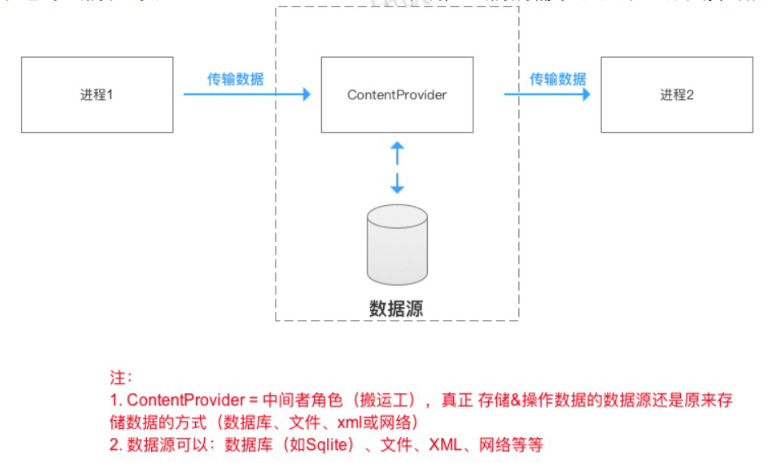 传输数据
传输数据
进程1
ContentProvider
进程2
数据源
注：
1. ContentProvider = 中间者角色（搬运工），真正 存储&操作数据的数据源还是原来存
储数据的方式（数据库、文件、xml或网络）
2. 数据源可以：数据库（如Sqlite）、文件、XML、网络等等